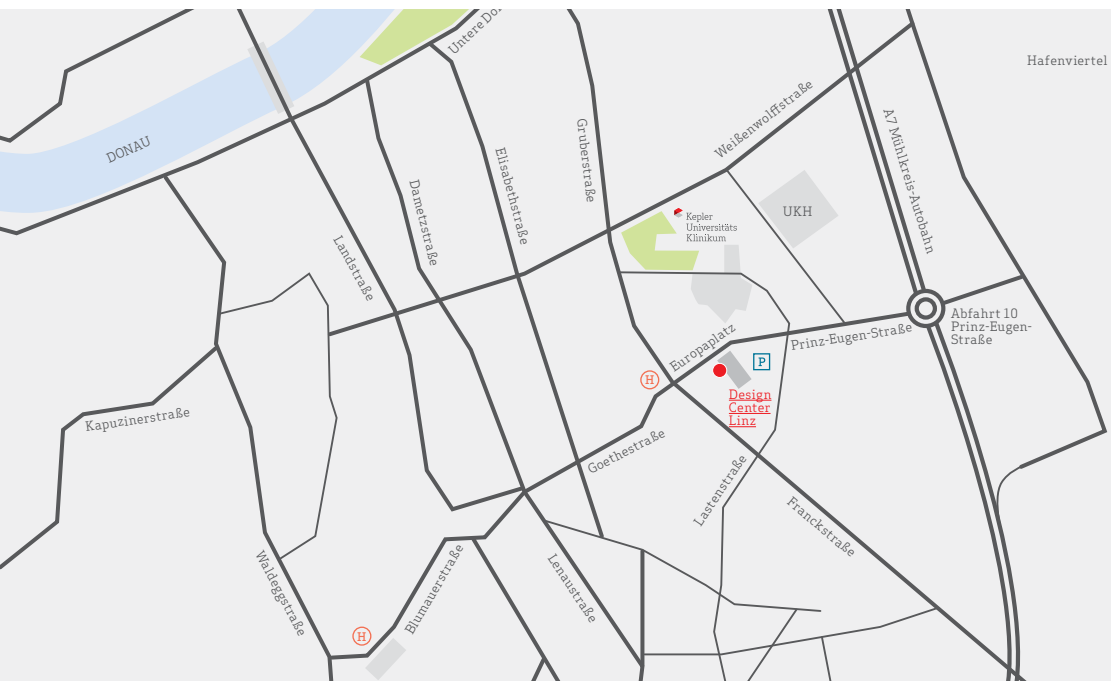 Untere Do
Hafenviertel
Weißenwolffstraße
DONAU
Gruberstraße
A7 Mühlkreis-Autobahn
Elisabethstraße
Dametzstraße
Landstraße
UKH
Kepler
Universitäts
Klinikum
Abfahrt 10
Prinz-Eugen-
Straße
Prinz-Eugen-Straße
Europaplatz
P
H
Design
Center
Linz
Kapuzinerstraße
Goethestraße
Lastenstraße
Franckstraße
Waldeggstraße
Blumauerstraße
Lenaustraße
H